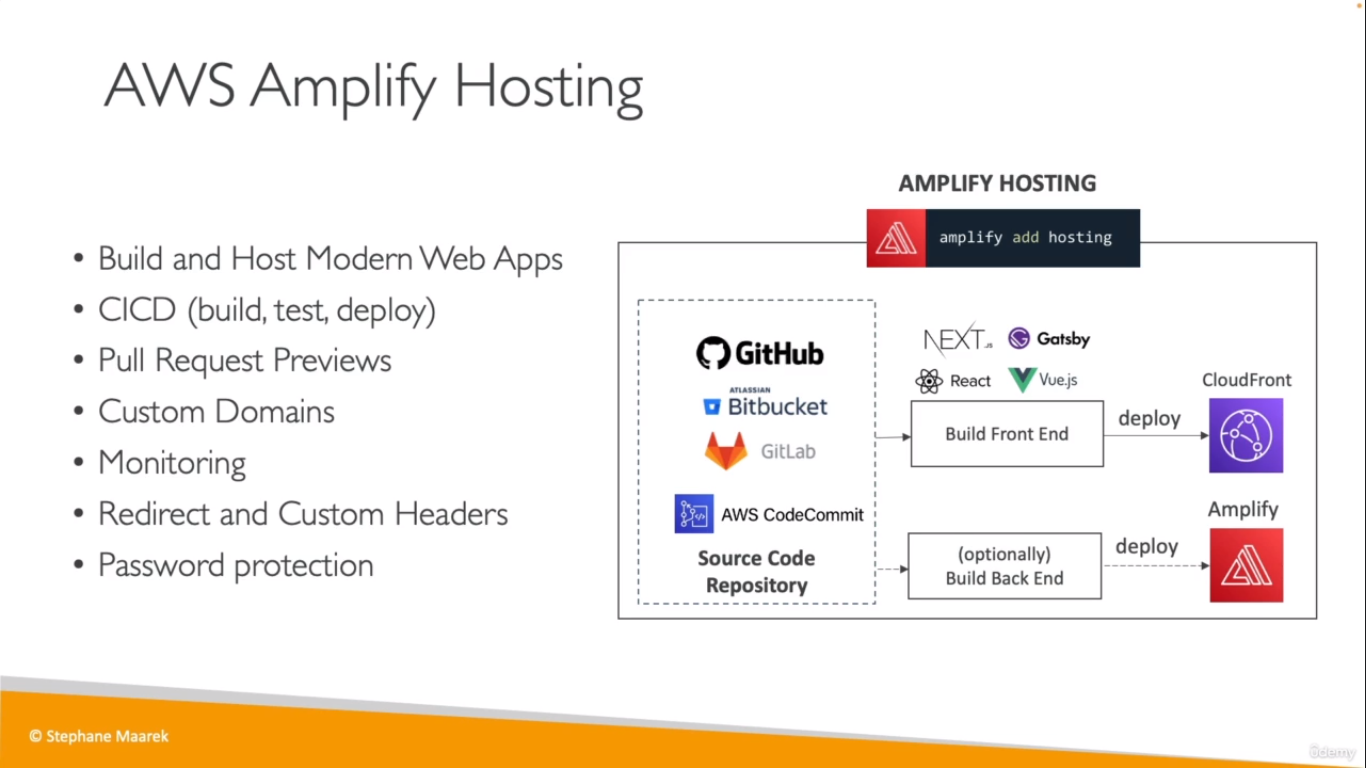 AWS Amplify Hosting
• Build and Host Modern Web Apps
• CICD (build, test, deploy)
• Pull Request Previews
• Custom Domains
• Monitoring
• Redirect and Custom Headers
• Password protection
AMPLIFY HOSTING
amplify add hosting
GitHub
ATLASSIAN
Bitbucket
GitLab
AWS CodeCommit
Source Code
Repository
NEXT.JS
Gatsby
React
Vue.js
Build Front End
deploy
CloudFront
(optionally)
Build Back End
deploy
Amplify
© Stephane Maarek
ûdemy